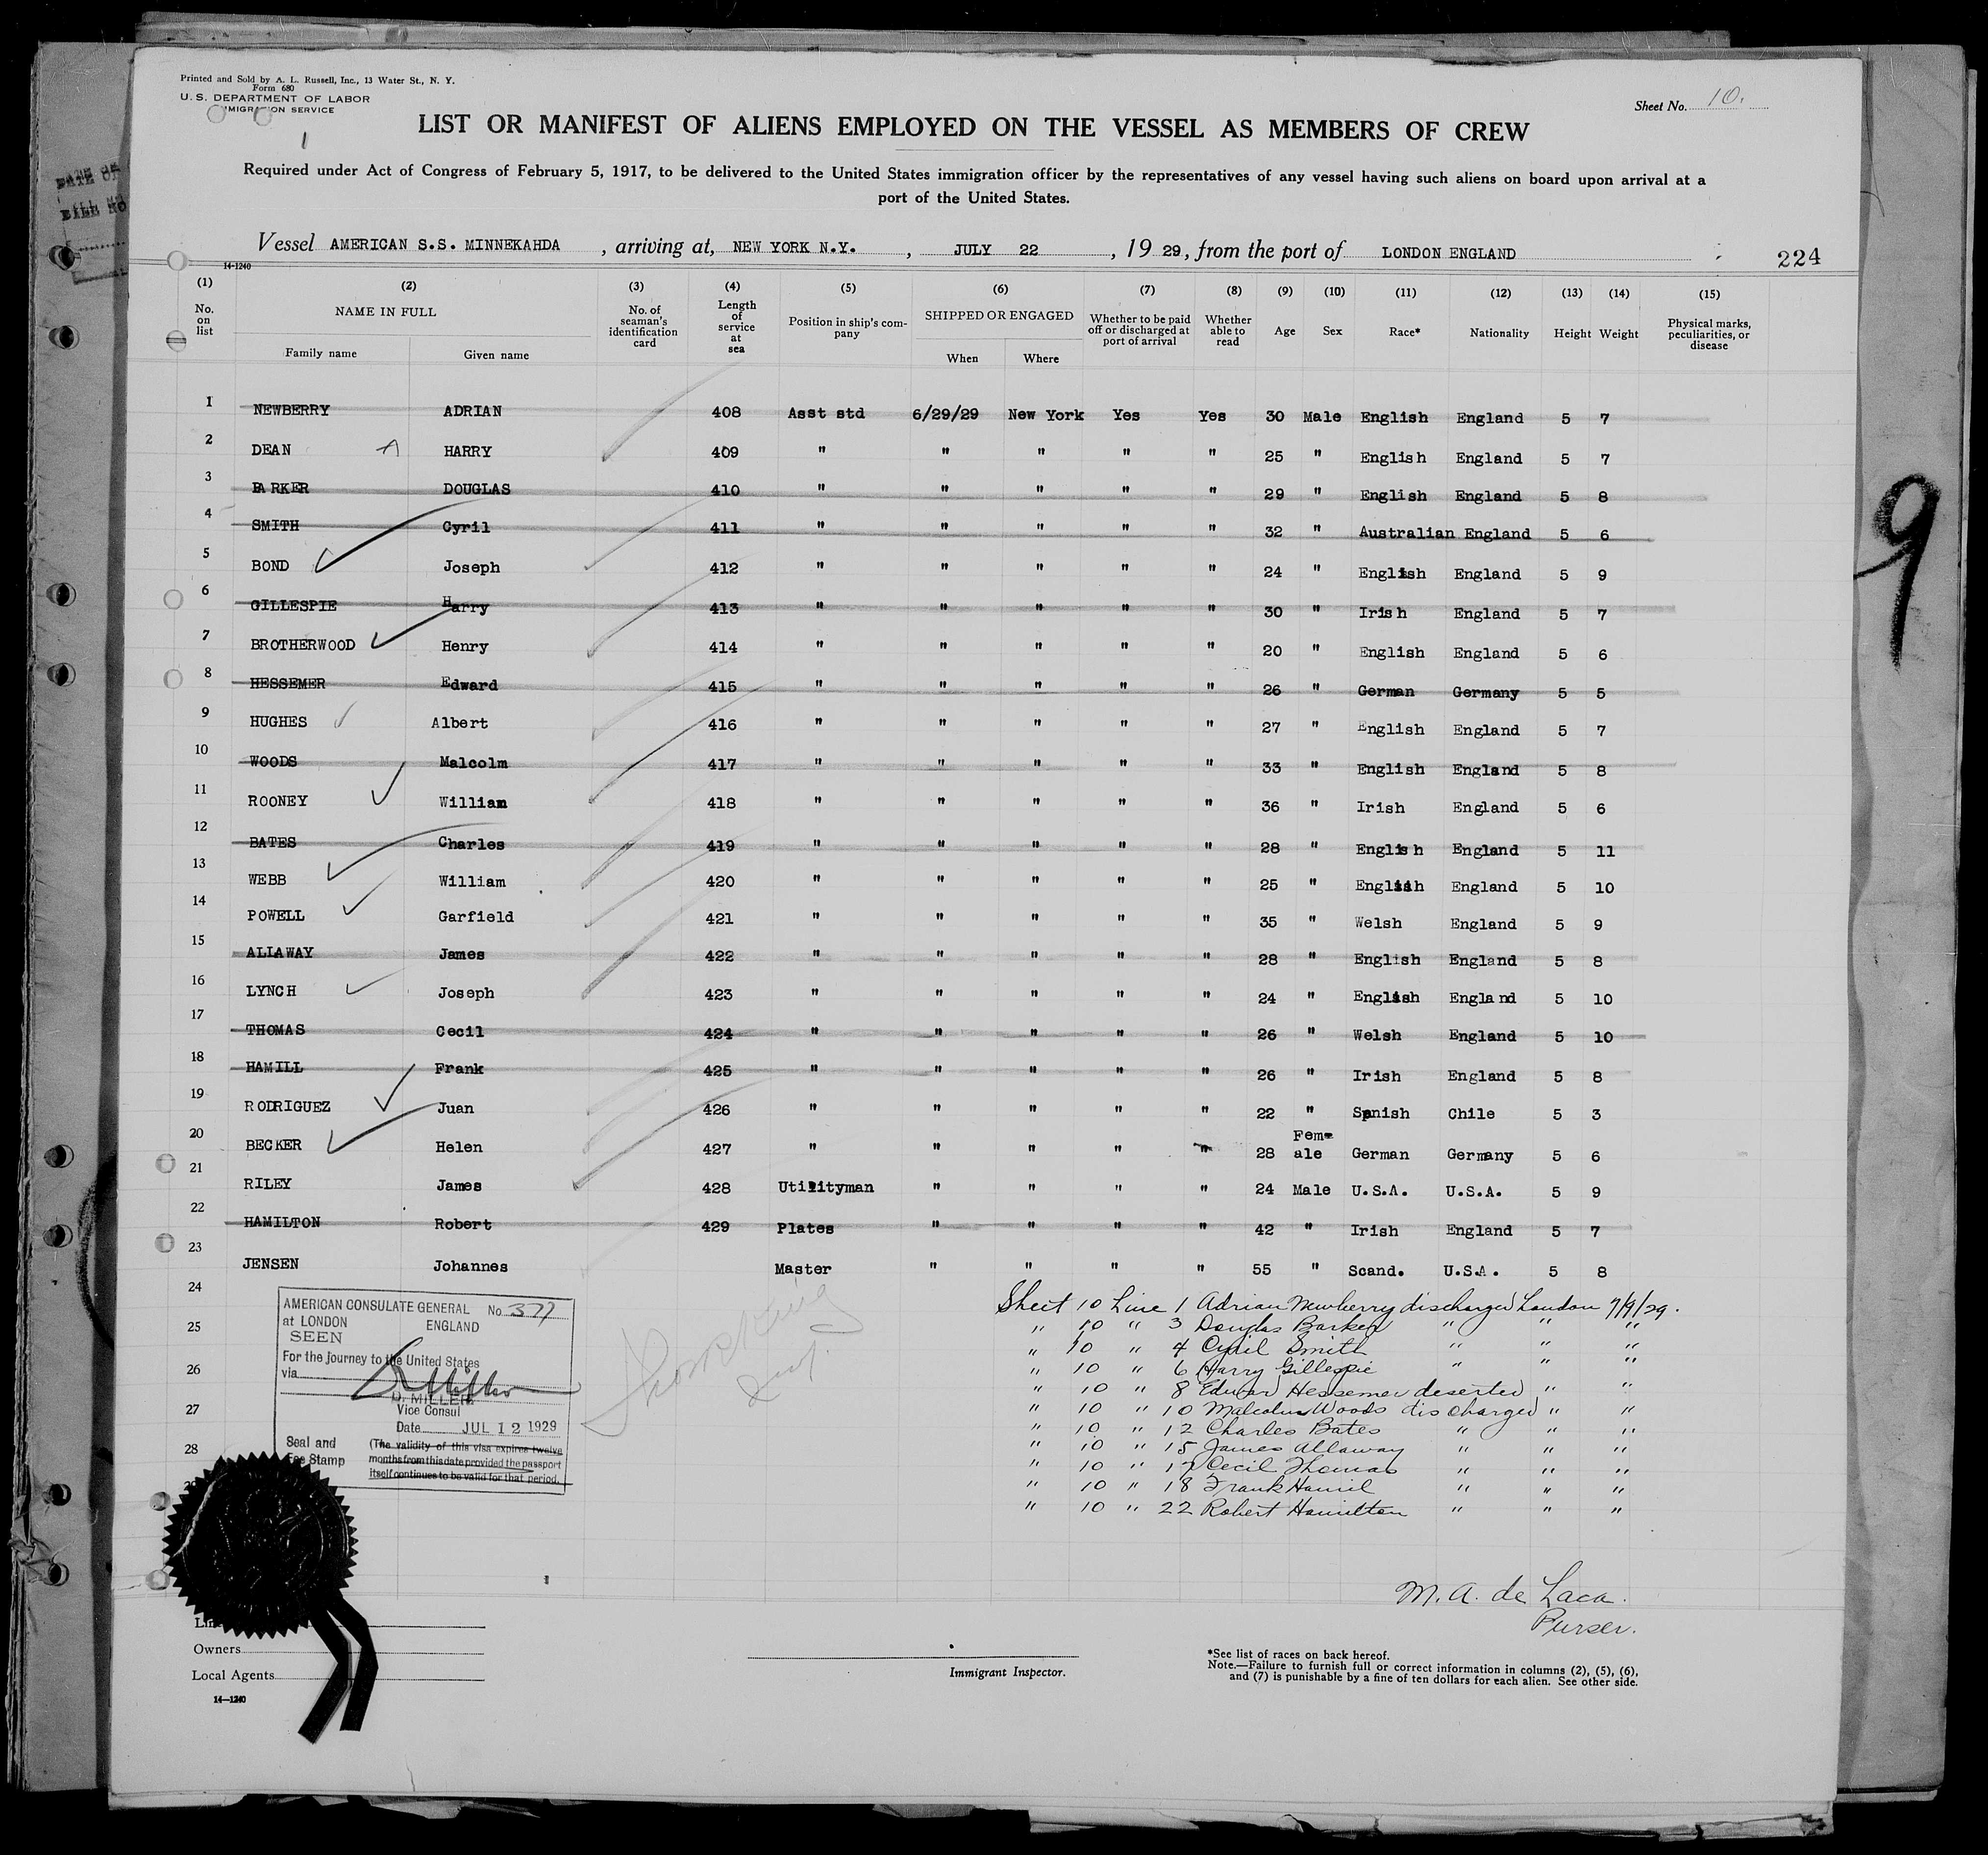 Printed and Sold by A. L. Russell, Inc., 13 Water St., N. Y.
Form 680
U. S. DEPARTMENT OF LABOR
IMMIGRATION SERVICE
Sheet No. 10.
LIST OR MANIFEST OF ALIENS EMPLOYED ON THE VESSEL AS MEMBERS OF CREW
Required under Act of Congress of February 5, 1917, to be delivered to the United States immigration officer by the representatives of any vessel having such aliens on board upon arrival at a
port of the United States.
Vessel AMERICAN S.S. MINNEKAHDA, arriving at, NEW YORK N.Y., JULY 22, 19 29, from the port of LONDON ENGLAND
224
14-1240
(1) (2) (3) (4) (5) (6) (7) (8) (9) (10) (11) (12) (13) (14) (15)
No. on list NAME IN FULL Family name Given name No. of seaman's identification card Length of service at sea Position in ship's company SHIPPED OR ENGAGED When Where Whether to be paid off or discharged at port of arrival Whether able to read Age Sex Race* Nationality Height Weight Physical marks, peculiarities, or disease
1 NEWBERRY ADRIAN 408 Asst std 6/29/29 New York Yes Yes 30 Male English England 5 7
2 DEAN HARRY 409 " " " " " 25 " English England 5 7
3 BARKER DOUGLAS 410 " " " " " 29 " English England 5 8
4 SMITH Cyril 411 " " " " " 32 " Australian England 5 6
5 BOND Joseph 412 " " " " " 24 " English England 5 9
6 GILLESPIE Harry 413 " " " " " 30 " Irish England 5 7
7 BROTHERWOOD Henry 414 " " " " " 20 " English England 5 6
8 HESSEMER Edward 415 " " " " " 26 " German Germany 5 5
9 HUGHES Albert 416 " " " " " 27 " English England 5 7
10 WOODS Malcolm 417 " " " " " 33 " English England 5 8
11 ROONEY William 418 " " " " " 36 " Irish England 5 6
12 BATES Charles 419 " " " " " 28 " English England 5 11
13 WEBB William 420 " " " " " 25 " English England 5 10
14 POWELL Garfield 421 " " " " " 35 " Welsh England 5 9
15 ALLAWAY James 422 " " " " " 28 " English England 5 8
16 LYNCH Joseph 423 " " " " " 24 " English England 5 10
17 THOMAS Cecil 424 " " " " " 26 " Welsh England 5 10
18 HAMILL Frank 425 " " " " " 26 " Irish England 5 8
19 RODRIGUEZ Juan 426 " " " " " 22 " Spnish Chile 5 3
20 BECKER Helen 427 " " " " " 28 Fem-ale German Germany 5 6
21 RILEY James 428 Utilityman " " " " 24 Male U.S.A. U.S.A. 5 9
22 HAMILTON Robert 429 Plates " " " " 42 " Irish England 5 7
23 JENSEN Johannes Master " " " " 55 " Scand. U.S.A. 5 8
24
25
26
27
28
AMERICAN CONSULATE GENERAL No. 377
at LONDON ENGLAND
SEEN
For the journey to the United States
via
D. MILLER
Vice Consul
Date JUL 12 1929
Seal and
Fee Stamp
(The validity of this visa expires twelve
months from this date provided the passport
itself continues to be valid for that period.
Sheet 10 Line 1 Adrian Newberry discharged London 7/9/29.
" 10 " 3 Douglas Barker " " "
" 10 " 4 Cyril Smith " " "
" 10 " 6 Harry Gillespie " " "
" 10 " 8 Edwar Hessemer deserted " "
" 10 " 10 Malcolm Woods discharged " "
" 10 " 12 Charles Bates " " "
" 10 " 15 James Allaway " " "
" 10 " 17 Cecil Thomas " " "
" 10 " 18 Frank Hamil " " "
" 10 " 22 Robert Hamilton " " "
M. A. de Laca.
Purser.
9
Owners
Local Agents
14-1240
Immigrant Inspector.
*See list of races on back hereof.
Note.—Failure to furnish full or correct information in columns (2), (5), (6),
and (7) is punishable by a fine of ten dollars for each alien. See other side.